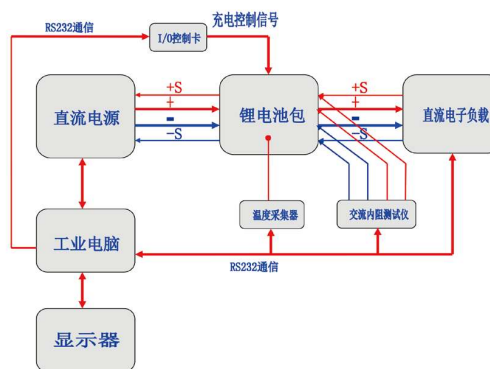 RS232通信
充电控制信号
I/O控制卡
+S
+S
直流电源
+
锂电池包
+
直流电子负载
-
-
-S
-S
温度采集器
交流内阻测试仪
工业电脑
RS232通信
显示器